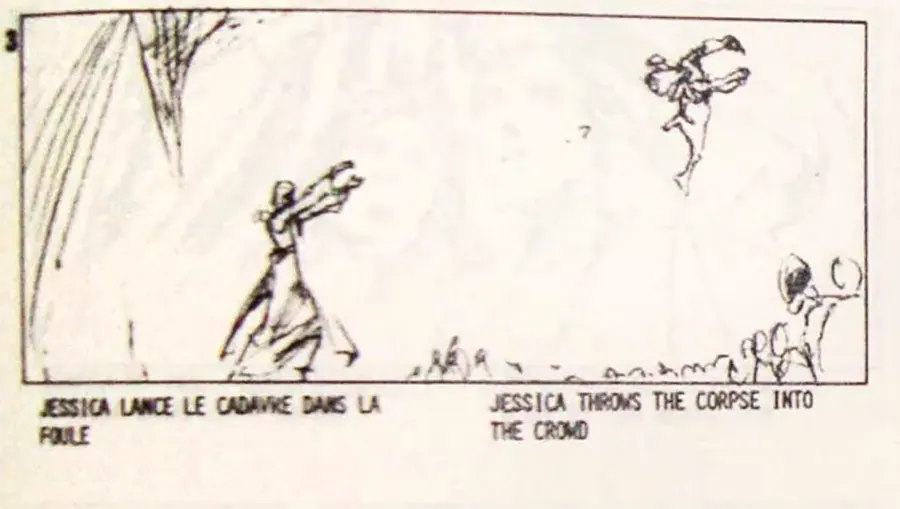 3
JESSICA LANCE LE CADAVRE DANS LA
FOULE
JESSICA THROWS THE CORPSE INTO
THE CROWD